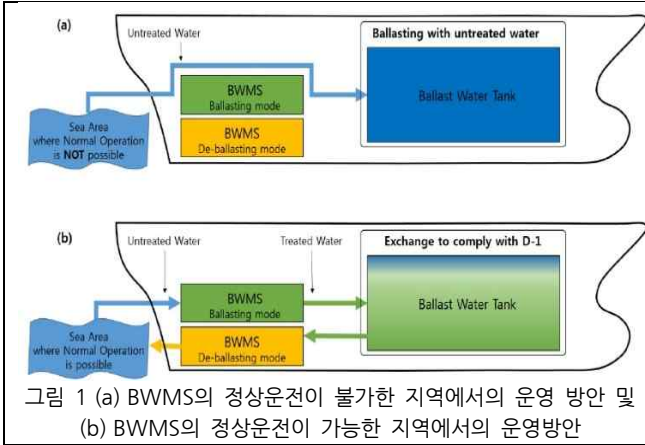 (a)
Untreated Water
Ballasting with untreated water
BWMS
Ballasting mode
Ballast Water Tank
BWMS
De-ballasting mode
Sea Area
where Normal Operation
is NOT possible
(b)
Untreated Water
Treated Water
Exchange to comply with D-1
BWMS
Ballasting mode
Ballast Water Tank
BWMS
De-ballasting mode
Sea Area
where Normal Operation
is possible
그림 1 (a) BWMS의 정상운전이 불가한 지역에서의 운영 방안 및
(b) BWMS의 정상운전이 가능한 지역에서의 운영방안